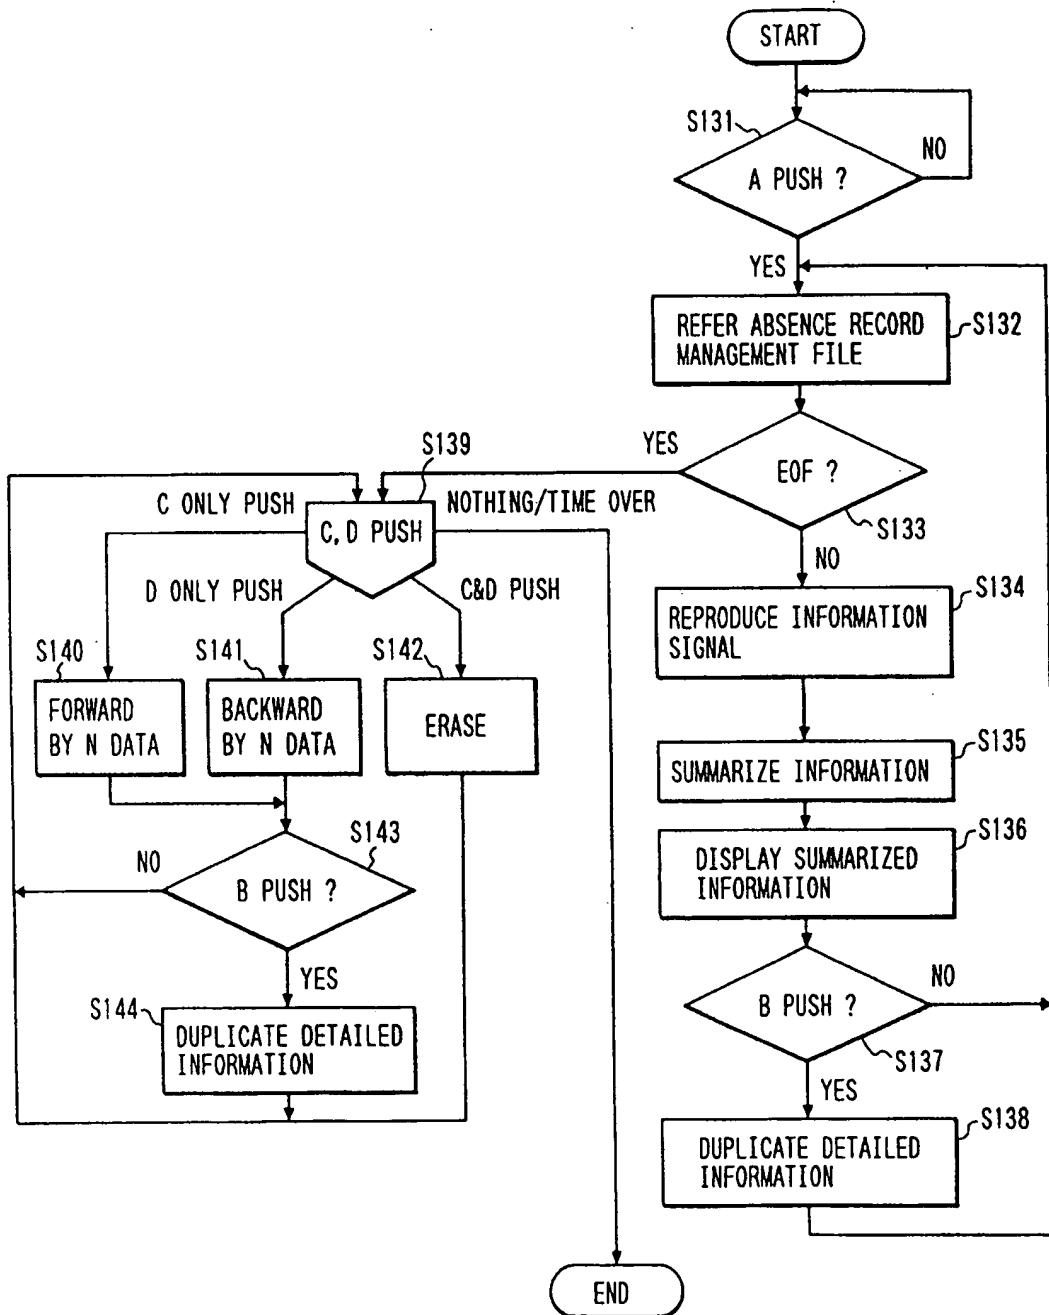 START
S131
A PUSH ?
NO
YES
REFER ABSENCE RECORD
MANAGEMENT FILE
S132
EOF ?
YES
S133
NO
S139
C ONLY PUSH
NOTHING/TIME OVER
C, D PUSH
D ONLY PUSH
C&D PUSH
S134
REPRODUCE INFORMATION
SIGNAL
S140
FORWARD
BY N DATA
S141
BACKWARD
BY N DATA
S142
ERASE
S135
SUMMARIZE INFORMATION
S136
DISPLAY SUMMARIZED
INFORMATION
S143
NO
B PUSH ?
YES
S144
DUPLICATE DETAILED
INFORMATION
B PUSH ?
NO
S137
YES
S138
DUPLICATE DETAILED
INFORMATION
END